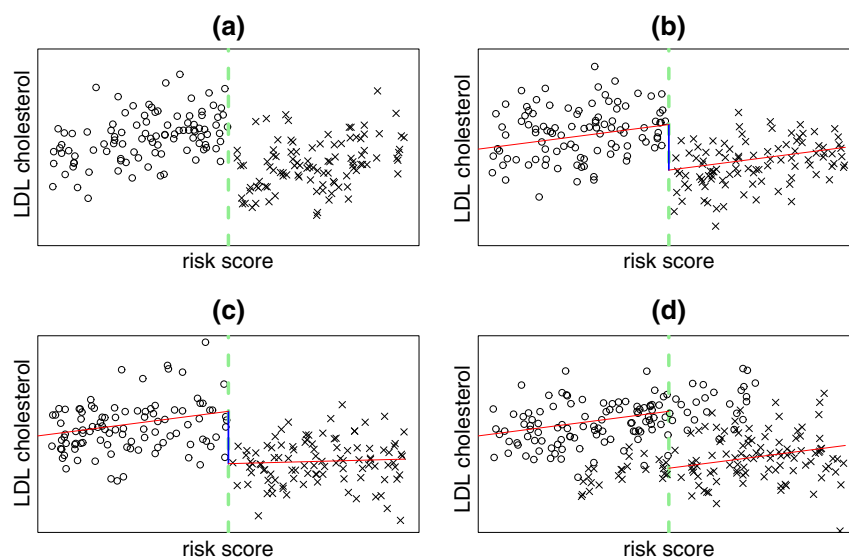 (a)
LDL cholesterol
risk score
(b)
LDL cholesterol
risk score
(c)
LDL cholesterol
risk score
(d)
LDL cholesterol
risk score